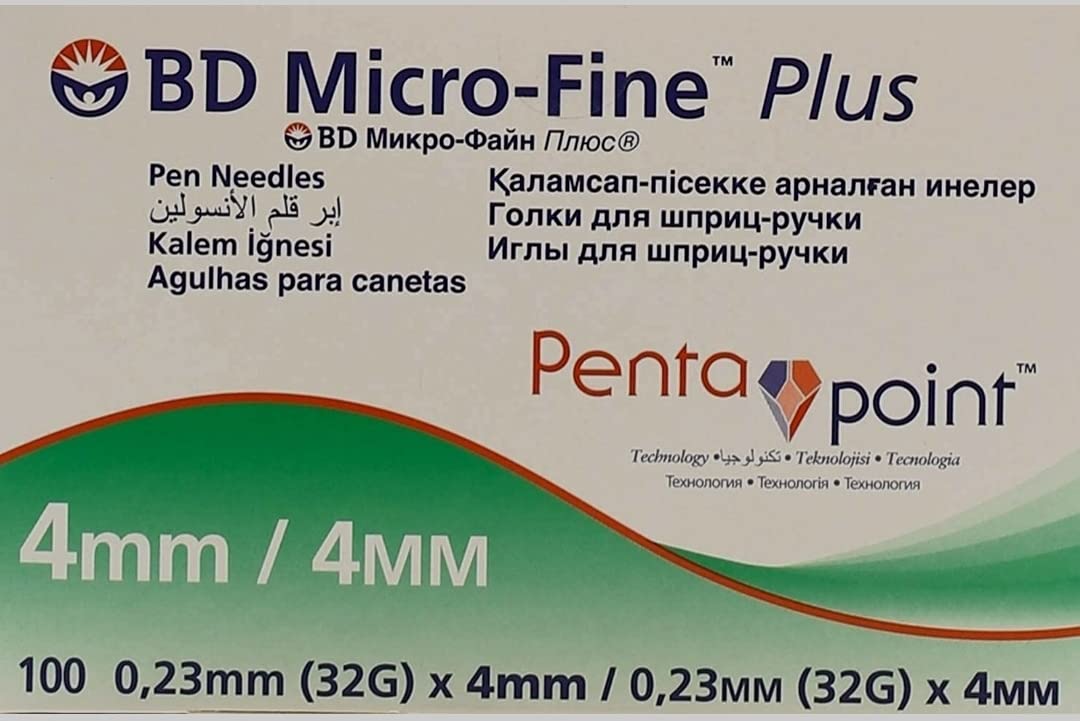 BD Micro-Fine™ Plus
BD Микро-Файн Плюс®
Pen Needles
إبر قلم الأنسولين
Kalem İğnesi
Agulhas para canetas
Қаламсап-пісекке арналған инелер
Голки для шприц-ручки
Иглы для шприц-ручки
Penta point™
Technology • تكنولوجيا • Teknolojisi • Tecnologia
Технология • Технологія • Технология
4mm / 4мм
100 0,23mm (32G) x 4mm / 0,23мм (32G) x 4мм